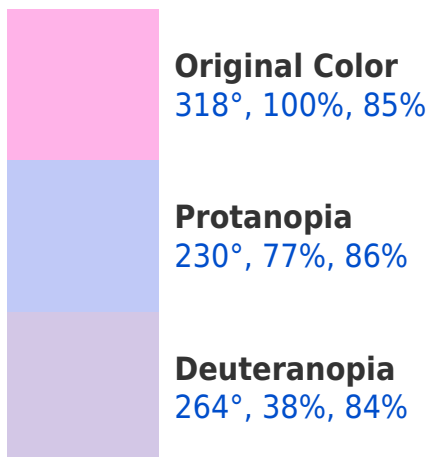 Original Color
318°, 100%, 85%
Protanopia
230°, 77%, 86%
Deuteranopia
264°, 38%, 84%